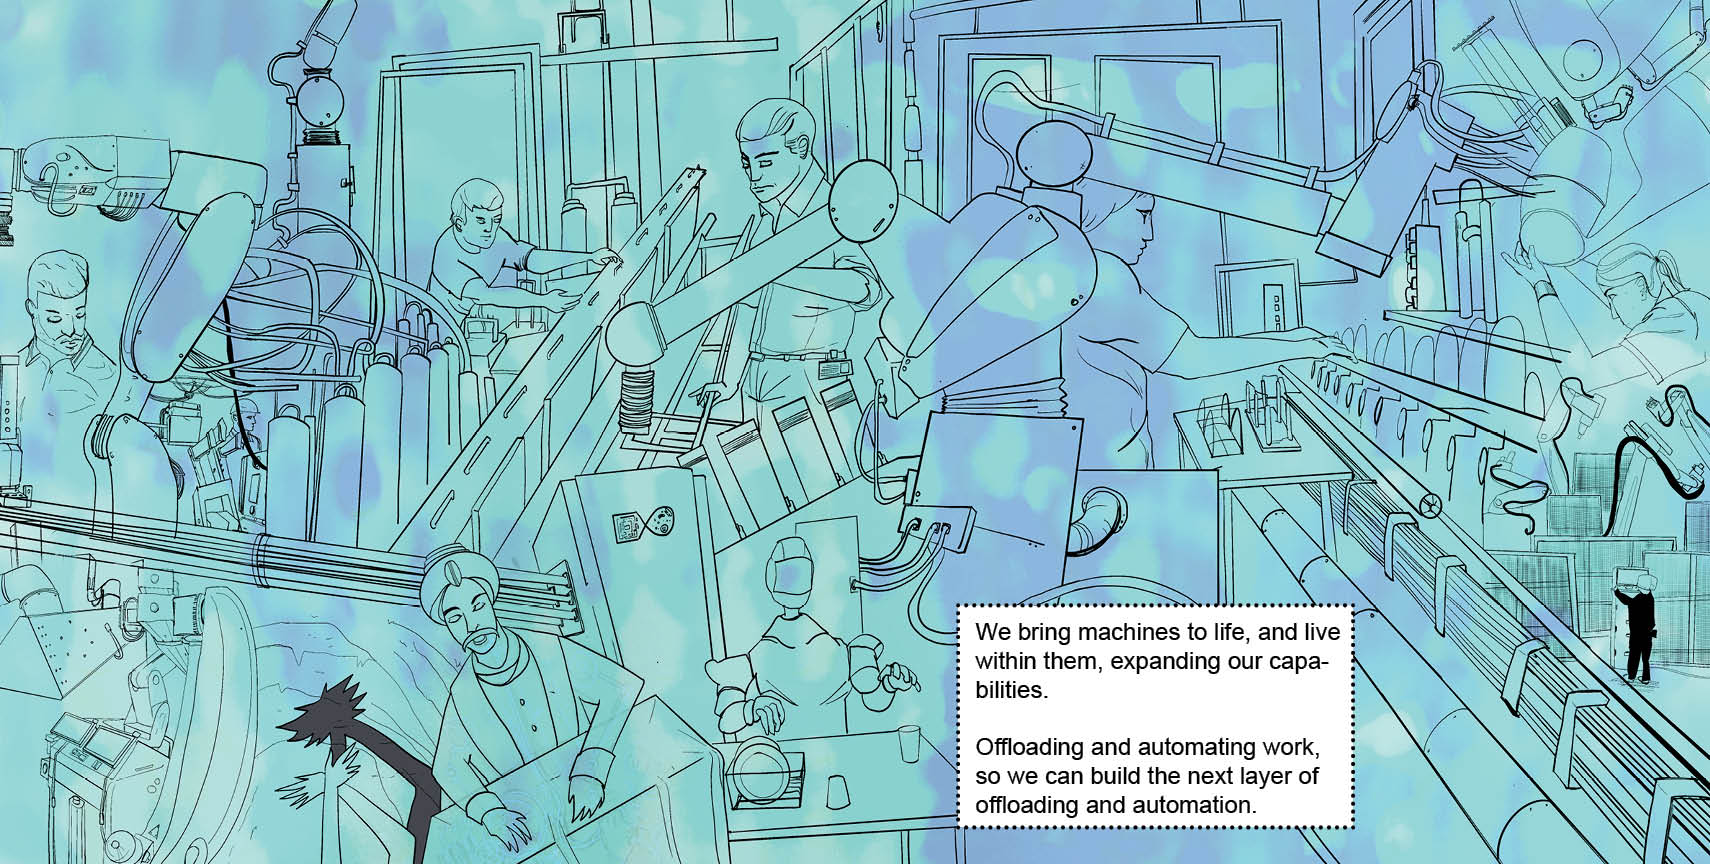 We bring machines to life, and live
within them, expanding our capa-
bilities.
Offloading and automating work,
so we can build the next layer of
offloading and automation.